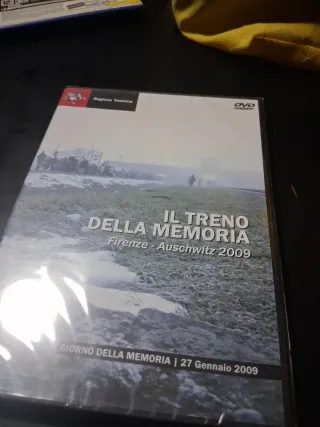 Regione Toscana
DVD
IL TRENO
DELLA MEMORIA
Firenze - Auschwitz 2009
GIORNO DELLA MEMORIA | 27 Gennaio 2009